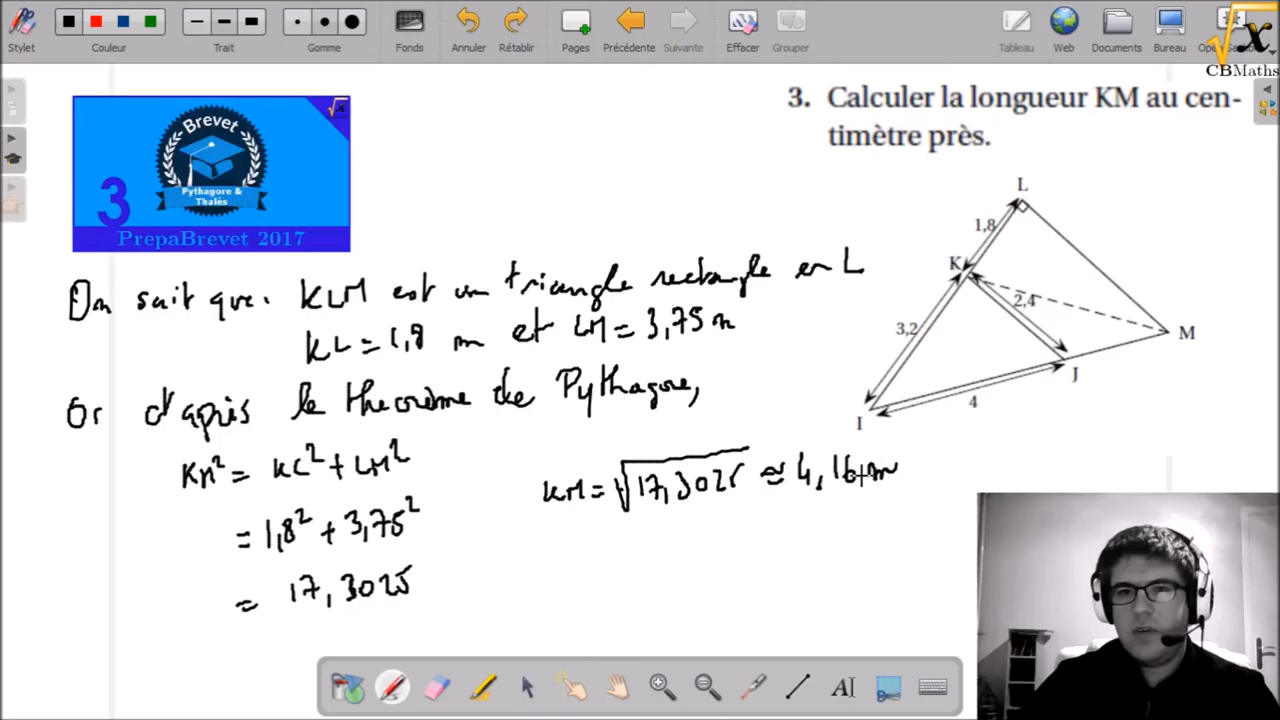 Stylet
Couleur
Trait
Gomme
Fonds
Annuler
Rétablir
Pages
Précédente
Suivante
Effacer
Grouper
Tableau
Web
Documents
Bureau
√x
CBMaths
Brevet
Pythagore &
Thalès
3
PrepaBrevet 2017
3. Calculer la longueur KM au cen-
timètre près.
L
1,8
K
2,4
3,2
M
J
4
I
On sait que. KLM est un triangle rectangle en L
KL = 1,8 m et LM = 3,75 m
Or d'après le théorème de Pythagore,
KM² = KL² + LM²
= 1,8² + 3,75²
= 17,3025
KM = √17,3025 ≈ 4,16 m
AI